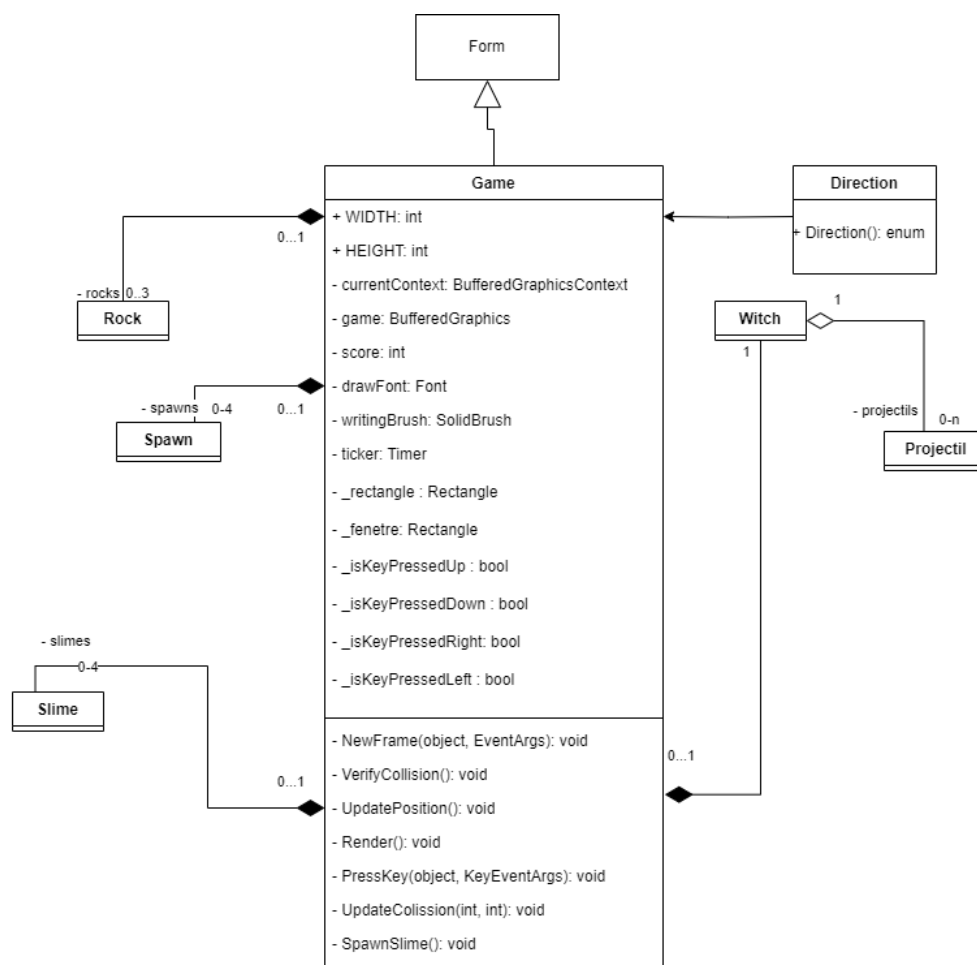 Form
Game
+ WIDTH: int
+ HEIGHT: int
- currentContext: BufferedGraphicsContext
- game: BufferedGraphics
- score: int
- drawFont: Font
- writingBrush: SolidBrush
- ticker: Timer
- _rectangle : Rectangle
- _fenetre: Rectangle
- _isKeyPressedUp : bool
- _isKeyPressedDown : bool
- _isKeyPressedRight: bool
- _isKeyPressedLeft : bool
- NewFrame(object, EventArgs): void
- VerifyCollision(): void
- UpdatePosition(): void
- Render(): void
- PressKey(object, KeyEventArgs): void
- UpdateColission(int, int): void
- SpawnSlime(): void
Direction
+ Direction(): enum
0...1
- rocks 0..3
Rock
0...1
- spawns 0-4
Spawn
- slimes
0-4
Slime
0...1
1
Witch
1
0...1
- projectils
0-n
Projectil